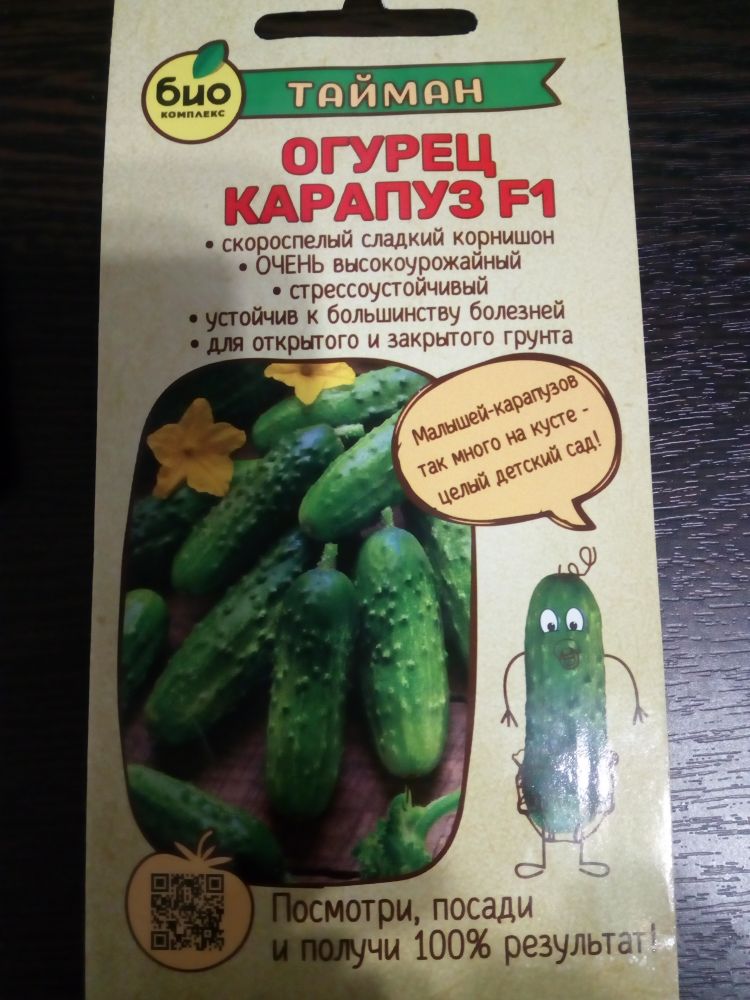 био
КОМПЛЕКС
ТАЙМАН
ОГУРЕЦ
КАРАПУЗ F1
• скороспелый сладкий корнишон
• ОЧЕНЬ высокоурожайный
• стрессоустойчивый
• устойчив к большинству болезней
• для открытого и закрытого грунта
Малышей-карапузов
так много на кусте -
целый детский сад!
Посмотри, посади
и получи 100% результат!